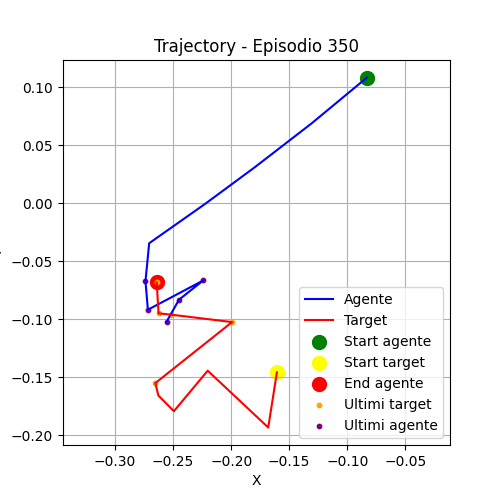 Trajectory - Episodio 350
0.10
0.05
0.00
−0.05
−0.10
−0.15
−0.20
−0.30
−0.25
−0.20
−0.15
−0.10
−0.05
X
Agente
Target
Start agente
Start target
End agente
Ultimi target
Ultimi agente